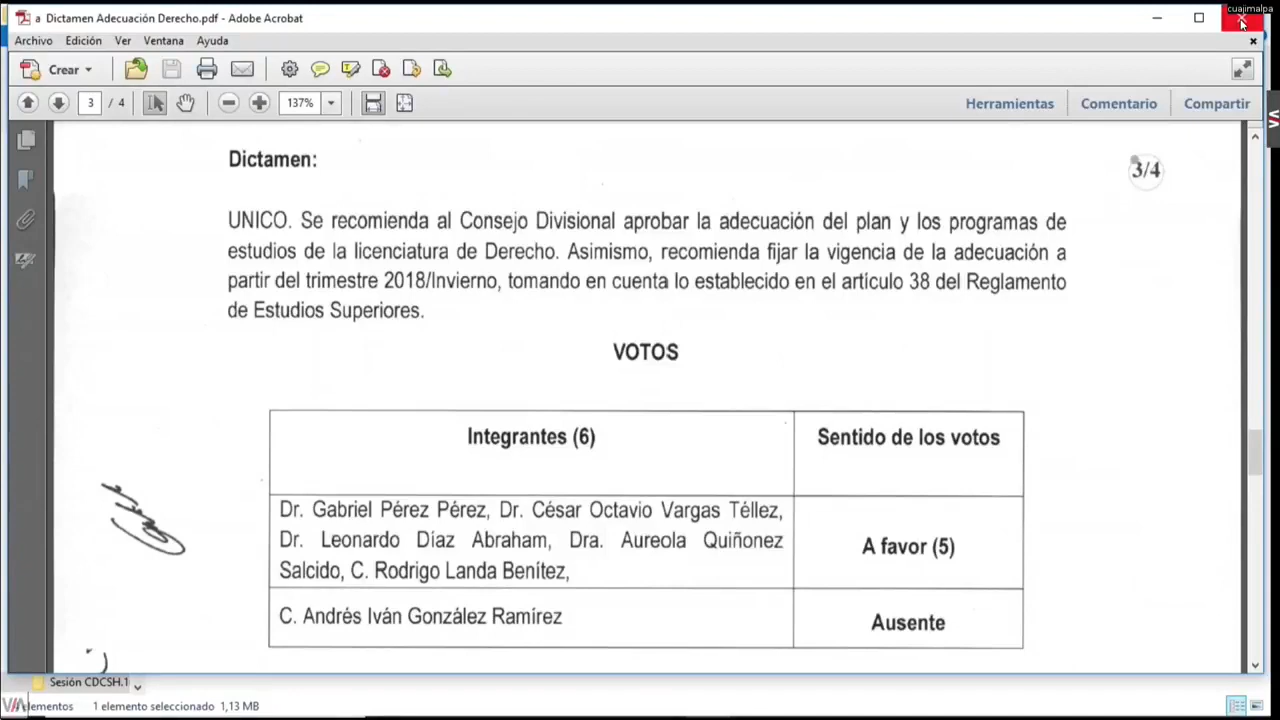 cuajimalpa
a Dictamen Adecuación Derecho.pdf - Adobe Acrobat
Archivo Edición Ver Ventana Ayuda
Crear
3 / 4 137% Herramientas Comentario Compartir
Dictamen:
3/4
UNICO. Se recomienda al Consejo Divisional aprobar la adecuación del plan y los programas de
estudios de la licenciatura de Derecho. Asimismo, recomienda fijar la vigencia de la adecuación a
partir del trimestre 2018/Invierno, tomando en cuenta lo establecido en el artículo 38 del Reglamento
de Estudios Superiores.
VOTOS
Integrantes (6) Sentido de los votos
Dr. Gabriel Pérez Pérez, Dr. César Octavio Vargas Téllez,
Dr. Leonardo Díaz Abraham, Dra. Aureola Quiñonez
Salcido, C. Rodrigo Landa Benítez,
A favor (5)
C. Andrés Iván González Ramírez
Ausente
Sesión CDCSH.1
elementos 1 elemento seleccionado 1,13 MB